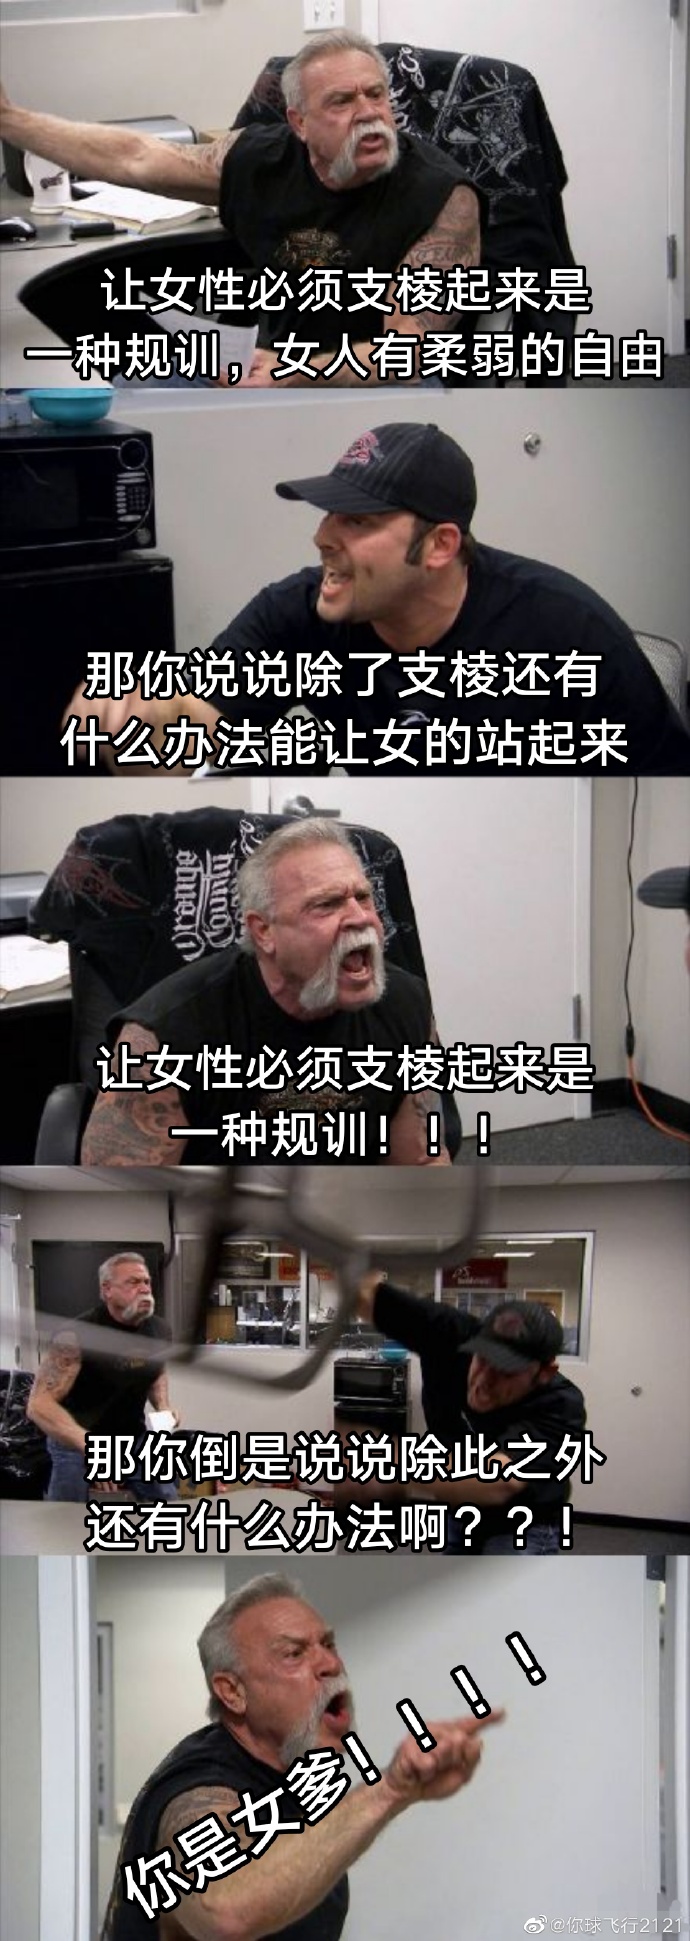 让女性必须支棱起来是
一种规训，女人有柔弱的自由
那你说说除了支棱还有
什么办法能让女的站起来
让女性必须支棱起来是
一种规训！！！
那你倒是说说除此之外
还有什么办法啊？？！
你是女爹！！！！
@你球飞行2121